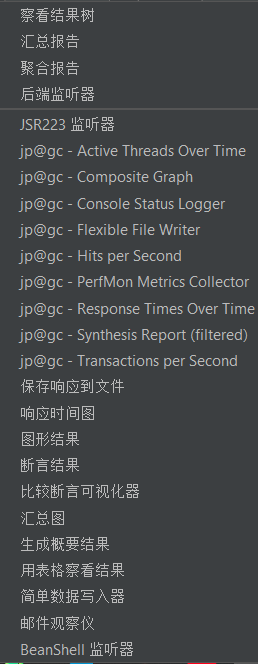 察看结果树
汇总报告
聚合报告
后端监听器
JSR223 监听器
jp@gc - Active Threads Over Time
jp@gc - Composite Graph
jp@gc - Console Status Logger
jp@gc - Flexible File Writer
jp@gc - Hits per Second
jp@gc - PerfMon Metrics Collector
jp@gc - Response Times Over Time
jp@gc - Synthesis Report (filtered)
jp@gc - Transactions per Second
保存响应到文件
响应时间图
图形结果
断言结果
比较断言可视化器
汇总图
生成概要结果
用表格察看结果
简单数据写入器
邮件观察仪
BeanShell 监听器